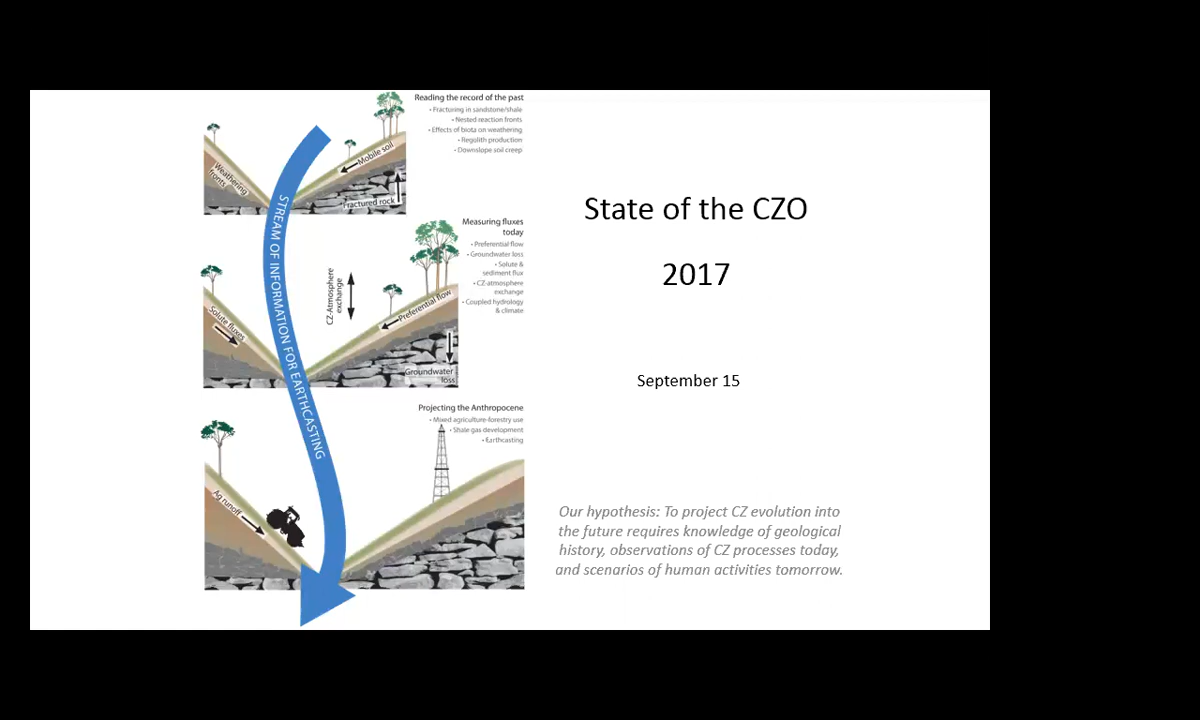 Reading the record of the past
• Fracturing in sandstone/shale
• Nested reaction fronts
• Effects of biota on weathering
• Regolith production
• Downslope soil creep
Weathering
fronts
Mobile soil
Fractured rock
STREAM OF INFORMATION FOR EARTHCASTING
Measuring fluxes
today
• Preferential flow
• Groundwater loss
• Solute &
sediment flux
• CZ-atmosphere
exchange
• Coupled hydrology
& climate
CZ-Atmosphere
exchange
Solute fluxes
Preferential flow
Groundwater
loss
Projecting the Anthropocene
• Mixed agriculture-forestry use
• Shale gas development
• Earthcasting
Ag runoff
State of the CZO
2017
September 15
Our hypothesis: To project CZ evolution into
the future requires knowledge of geological
history, observations of CZ processes today,
and scenarios of human activities tomorrow.